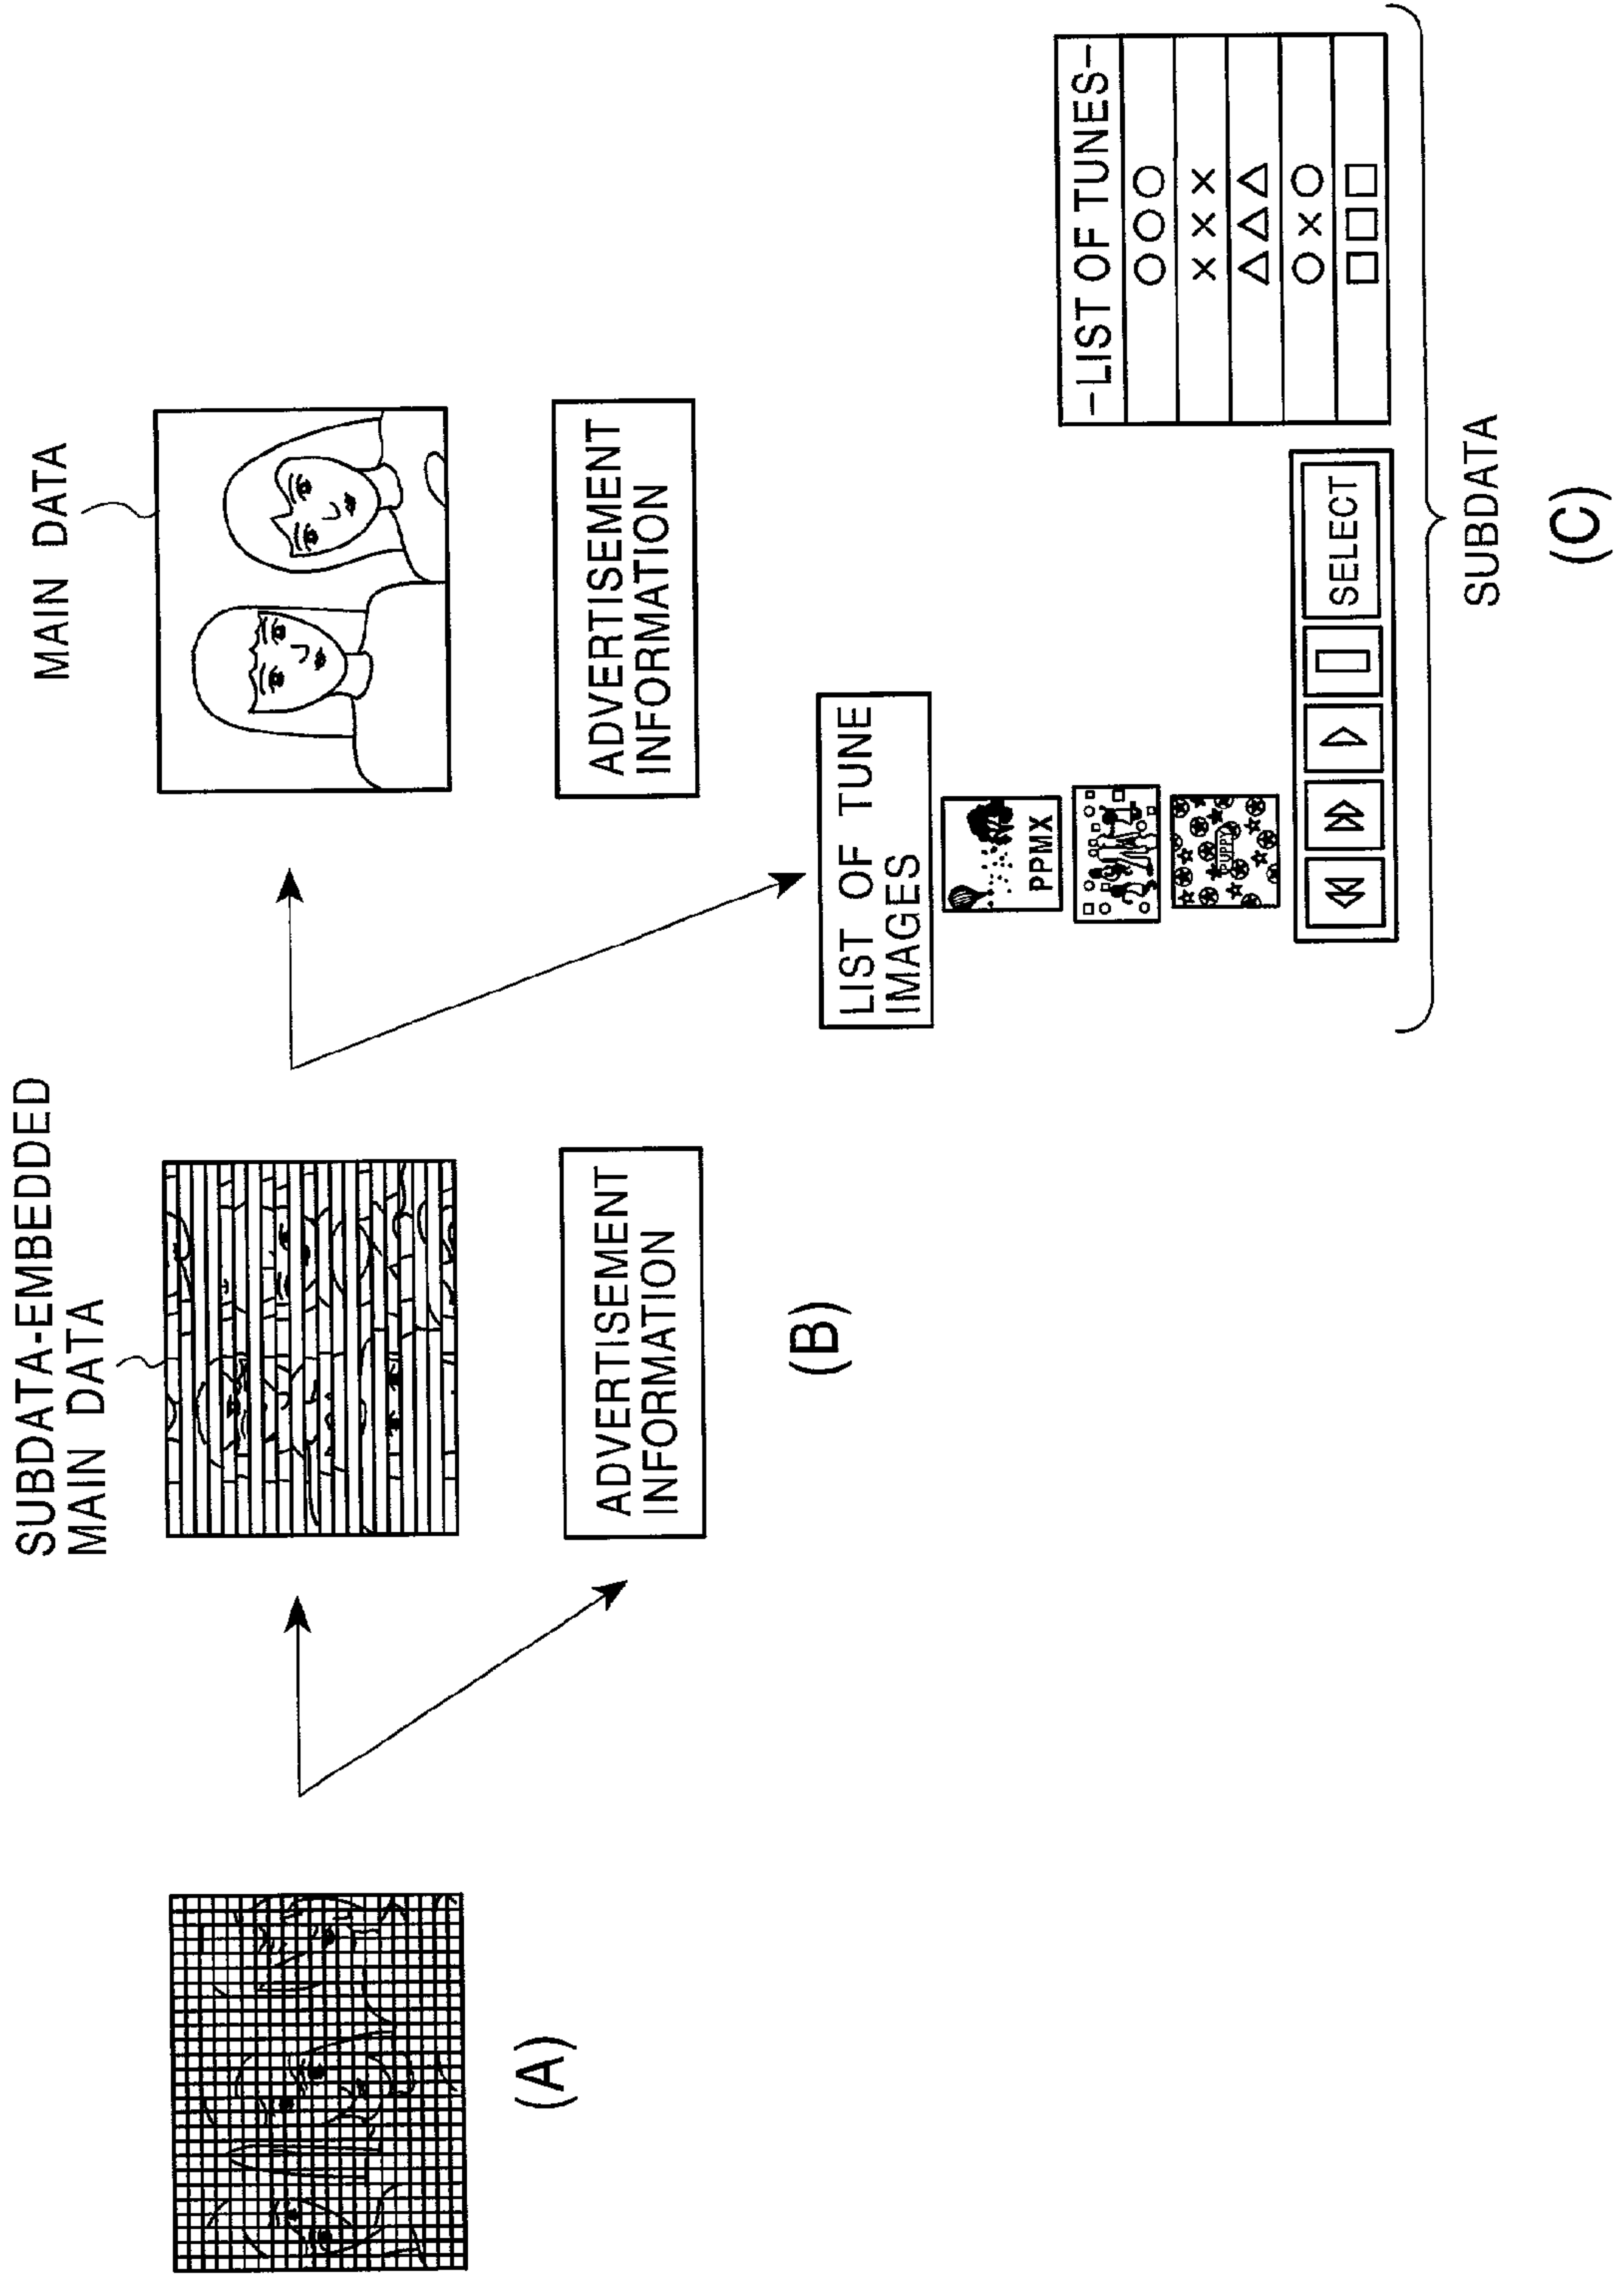 (A)
SUBDATA-EMBEDDED
MAIN DATA
ADVERTISEMENT
INFORMATION
(B)
MAIN DATA
ADVERTISEMENT
INFORMATION
LIST OF TUNE
IMAGES
PPMX
PUPPY
SELECT
-LIST OF TUNES-
○○○
×××
△△△
○×○
□□□
SUBDATA
(C)